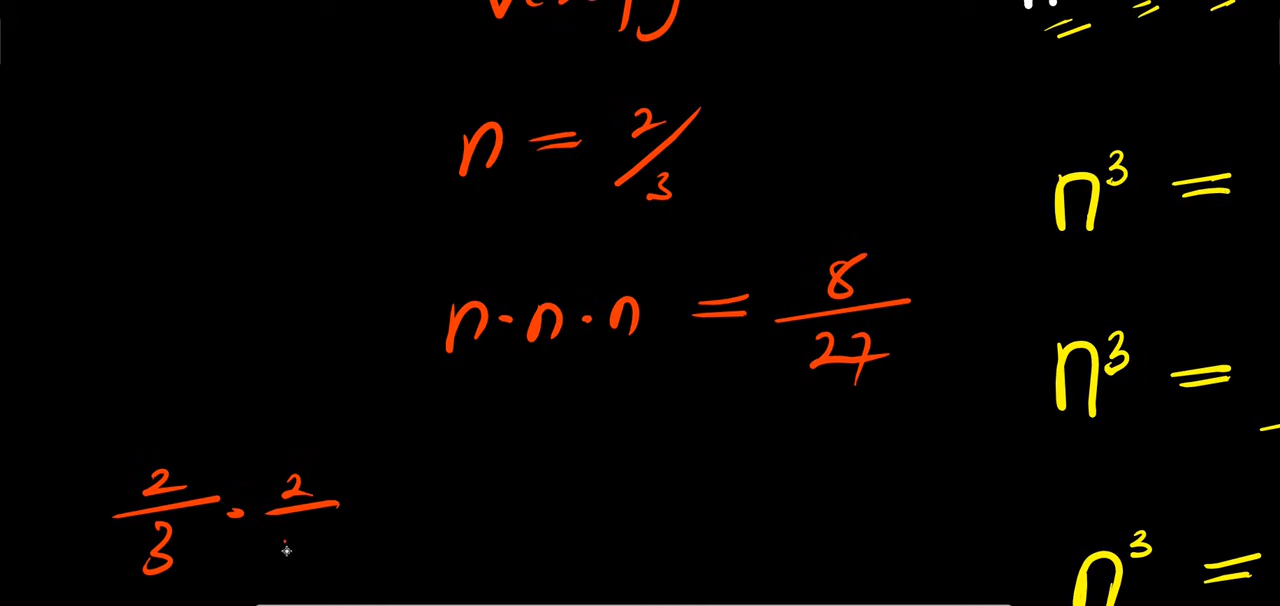 n = 2/3
n³ =
n · n · n = 8/27
n³ =
2/3 · 2/
n³ =